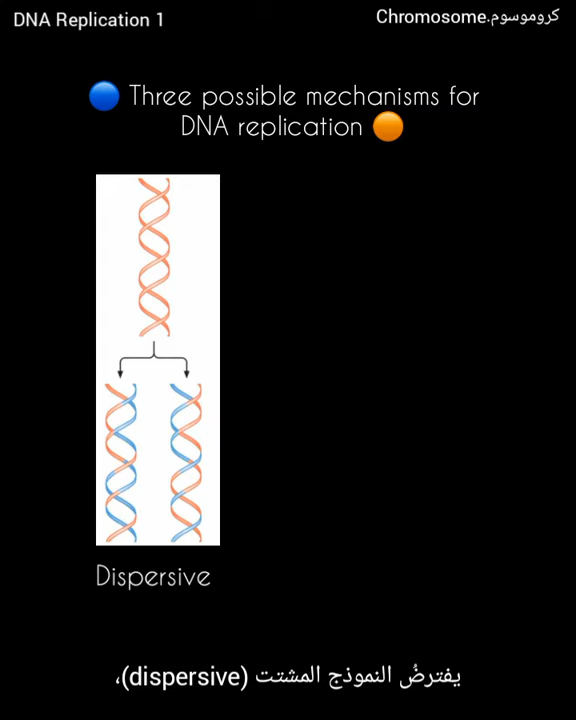 DNA Replication 1
Chromosome.كروموسوم
🔵 Three possible mechanisms for
DNA replication 🟠
Dispersive
يفترضُ النموذج المشتت (dispersive)،